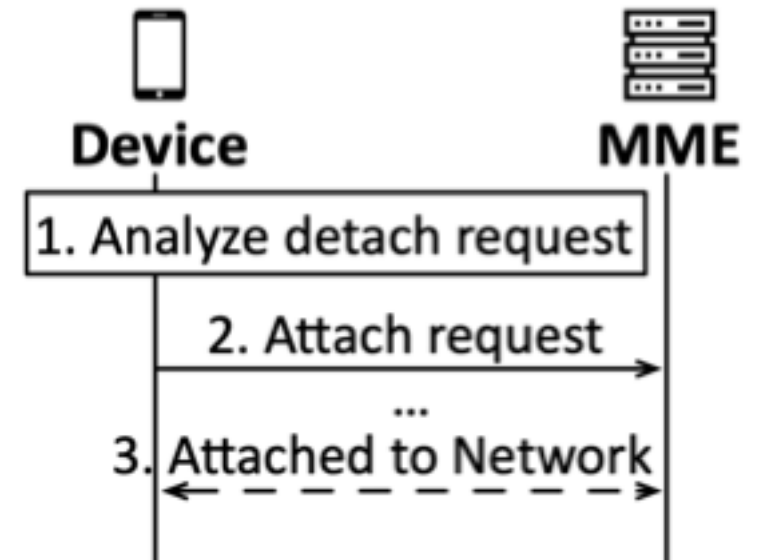 Device
MME
1. Analyze detach request
2. Attach request
...
3. Attached to Network